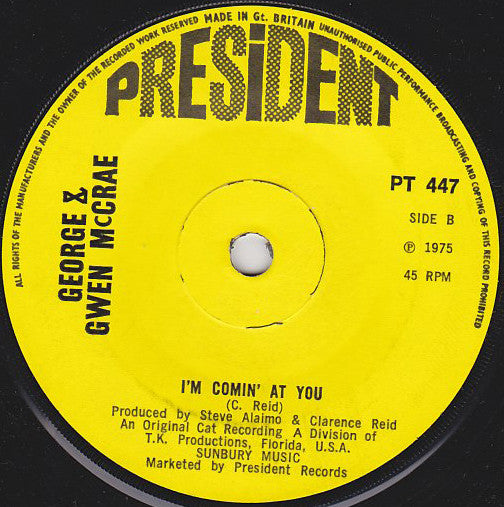 ALL RIGHTS OF THE MANUFACTURERS AND THE OWNER OF THE RECORDED WORK RESERVED MADE IN Gt. BRITAIN UNAUTHORISED PUBLIC PERFORMANCE BROADCASTING AND COPYING OF THIS RECORD PROHIBITED
PRESiDENT
GEORGE &
GWEN McCRAE
PT 447
SIDE B
Ⓟ 1975
45 RPM
I'M COMIN' AT YOU
(C. Reid)
Produced by Steve Alaimo & Clarence Reid
An Original Cat Recording A Division of
T.K. Productions, Florida, U.S.A.
SUNBURY MUSIC
Marketed by President Records